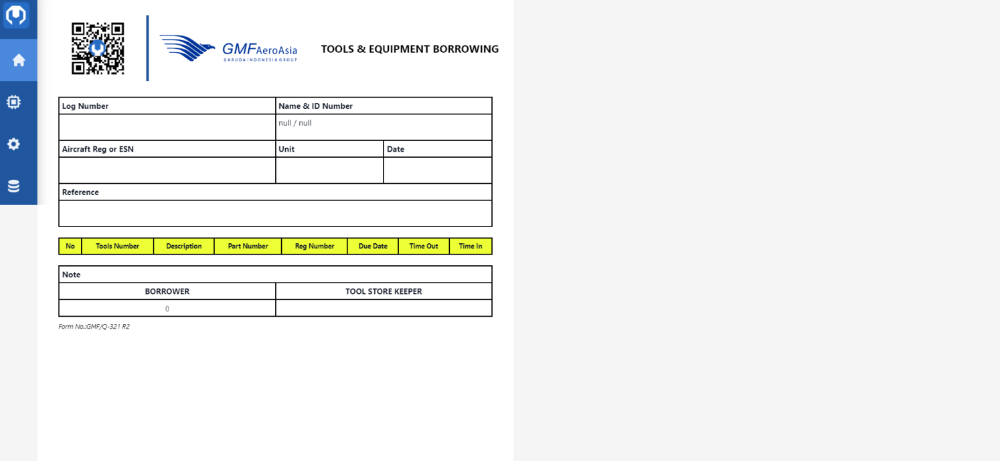 GMF AeroAsia
GARUDA INDONESIA GROUP
TOOLS & EQUIPMENT BORROWING
Log Number Name & ID Number
null / null
Aircraft Reg or ESN Unit Date
Reference
No Tools Number Description Part Number Reg Number Due Date Time Out Time In
Note
BORROWER TOOL STORE KEEPER
()
Form No.:GMF/Q-321 R2